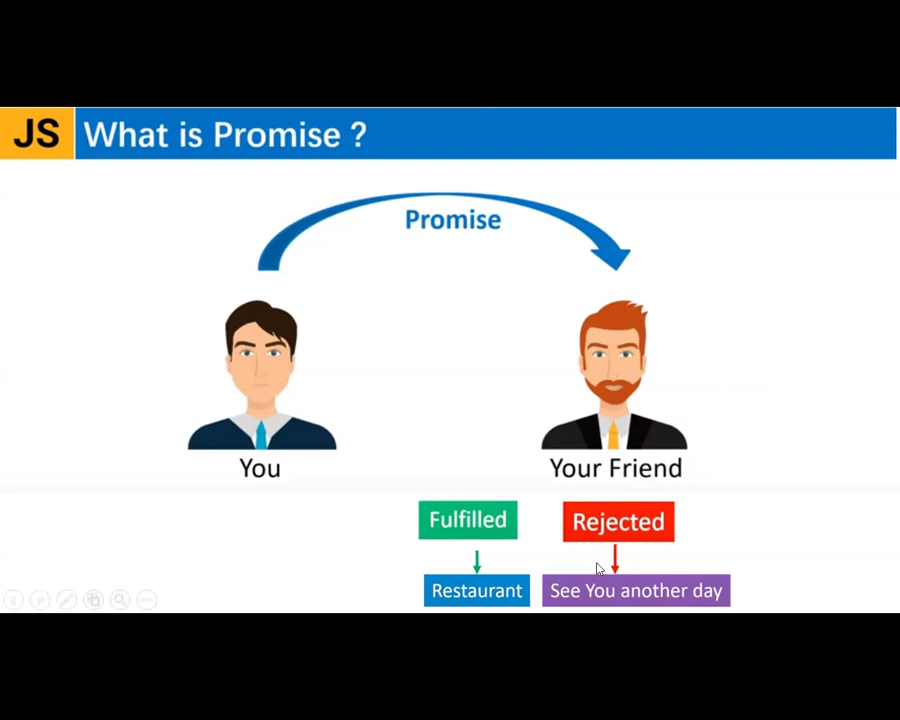 JS What is Promise ?
Promise
You
Your Friend
Fulfilled
Rejected
Restaurant
See You another day